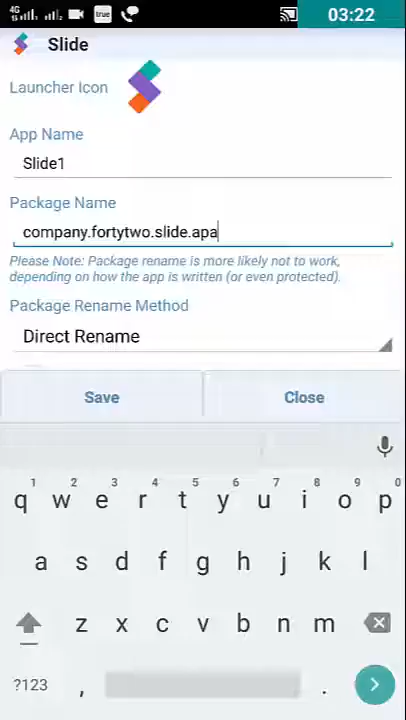 4G
true
03:22
Slide
Launcher Icon
App Name
Slide1
Package Name
company.fortytwo.slide.apa
Please Note: Package rename is more likely not to work,
depending on how the app is written (or even protected).
Package Rename Method
Direct Rename
Save Close
1 2 3 4 5 6 7 8 9 0
q w e r t y u i o p
a s d f g h j k l
z x c v b n m
?123 , .